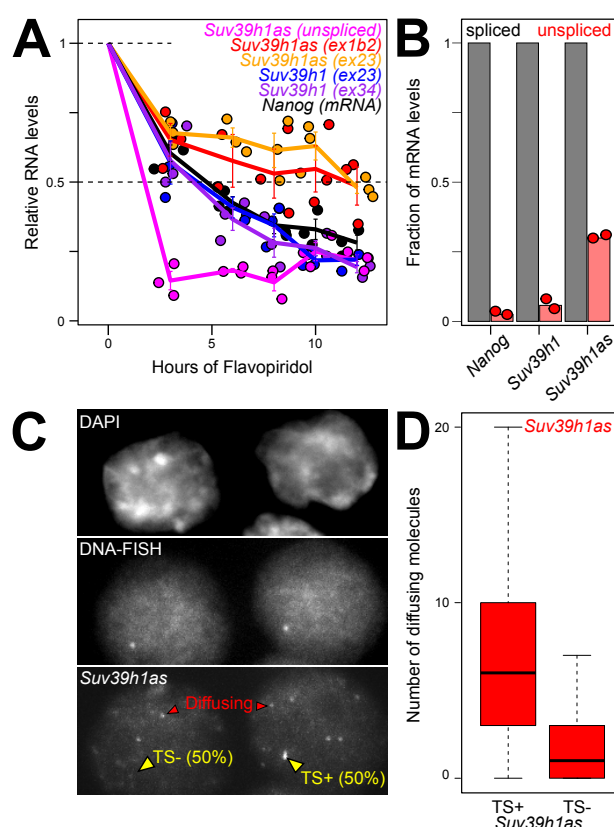 A
Suv39h1as (unspliced)
Suv39h1as (ex1b2)
Suv39h1as (ex23)
Suv39h1 (ex23)
Suv39h1 (ex34)
Nanog (mRNA)
Relative RNA levels
1
0.5
0
0
5
10
Hours of Flavopiridol
B
spliced unspliced
Fraction of mRNA levels
1
0
Nanog
Suv39h1
Suv39h1as
C
DAPI
DNA-FISH
Suv39h1as
Diffusing
TS- (50%)
TS+ (50%)
D
Suv39h1as
Number of diffusing molecules
20
10
0
TS+ TS-
Suv39h1as